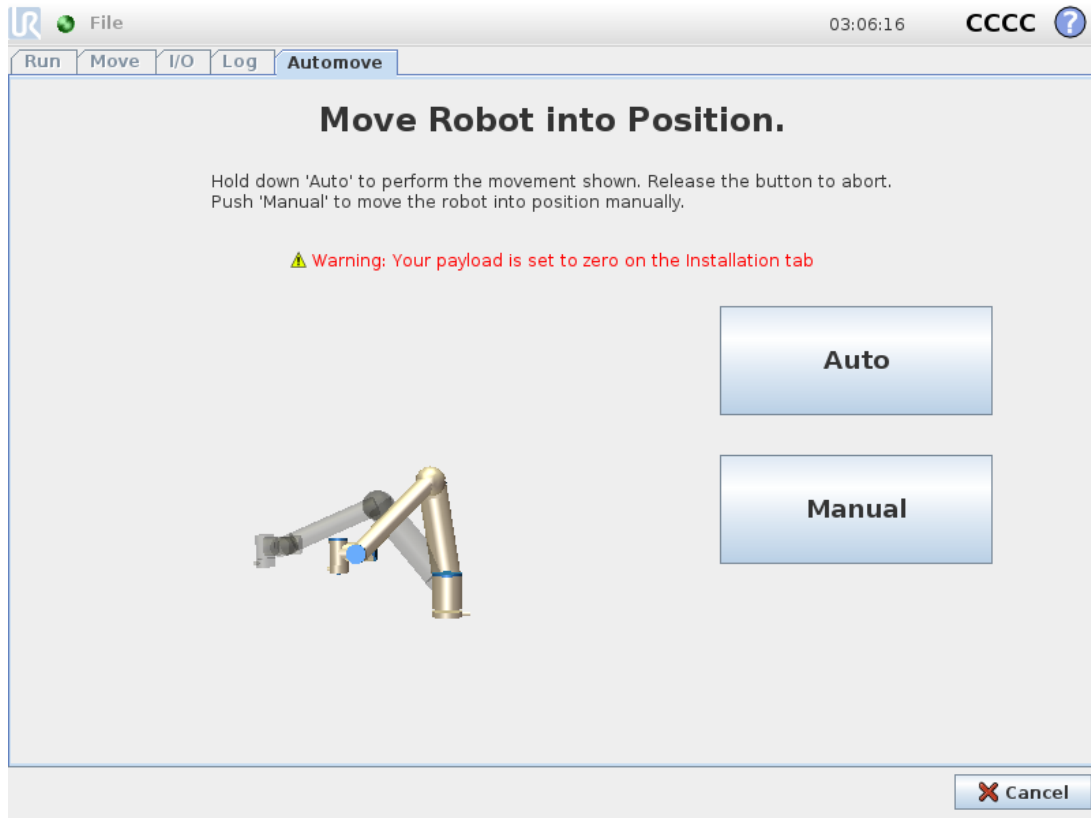 UR File 03:06:16 CCCC ?
Run Move I/O Log Automove
Move Robot into Position.
Hold down 'Auto' to perform the movement shown. Release the button to abort.
Push 'Manual' to move the robot into position manually.
Warning: Your payload is set to zero on the Installation tab
Auto
Manual
Cancel